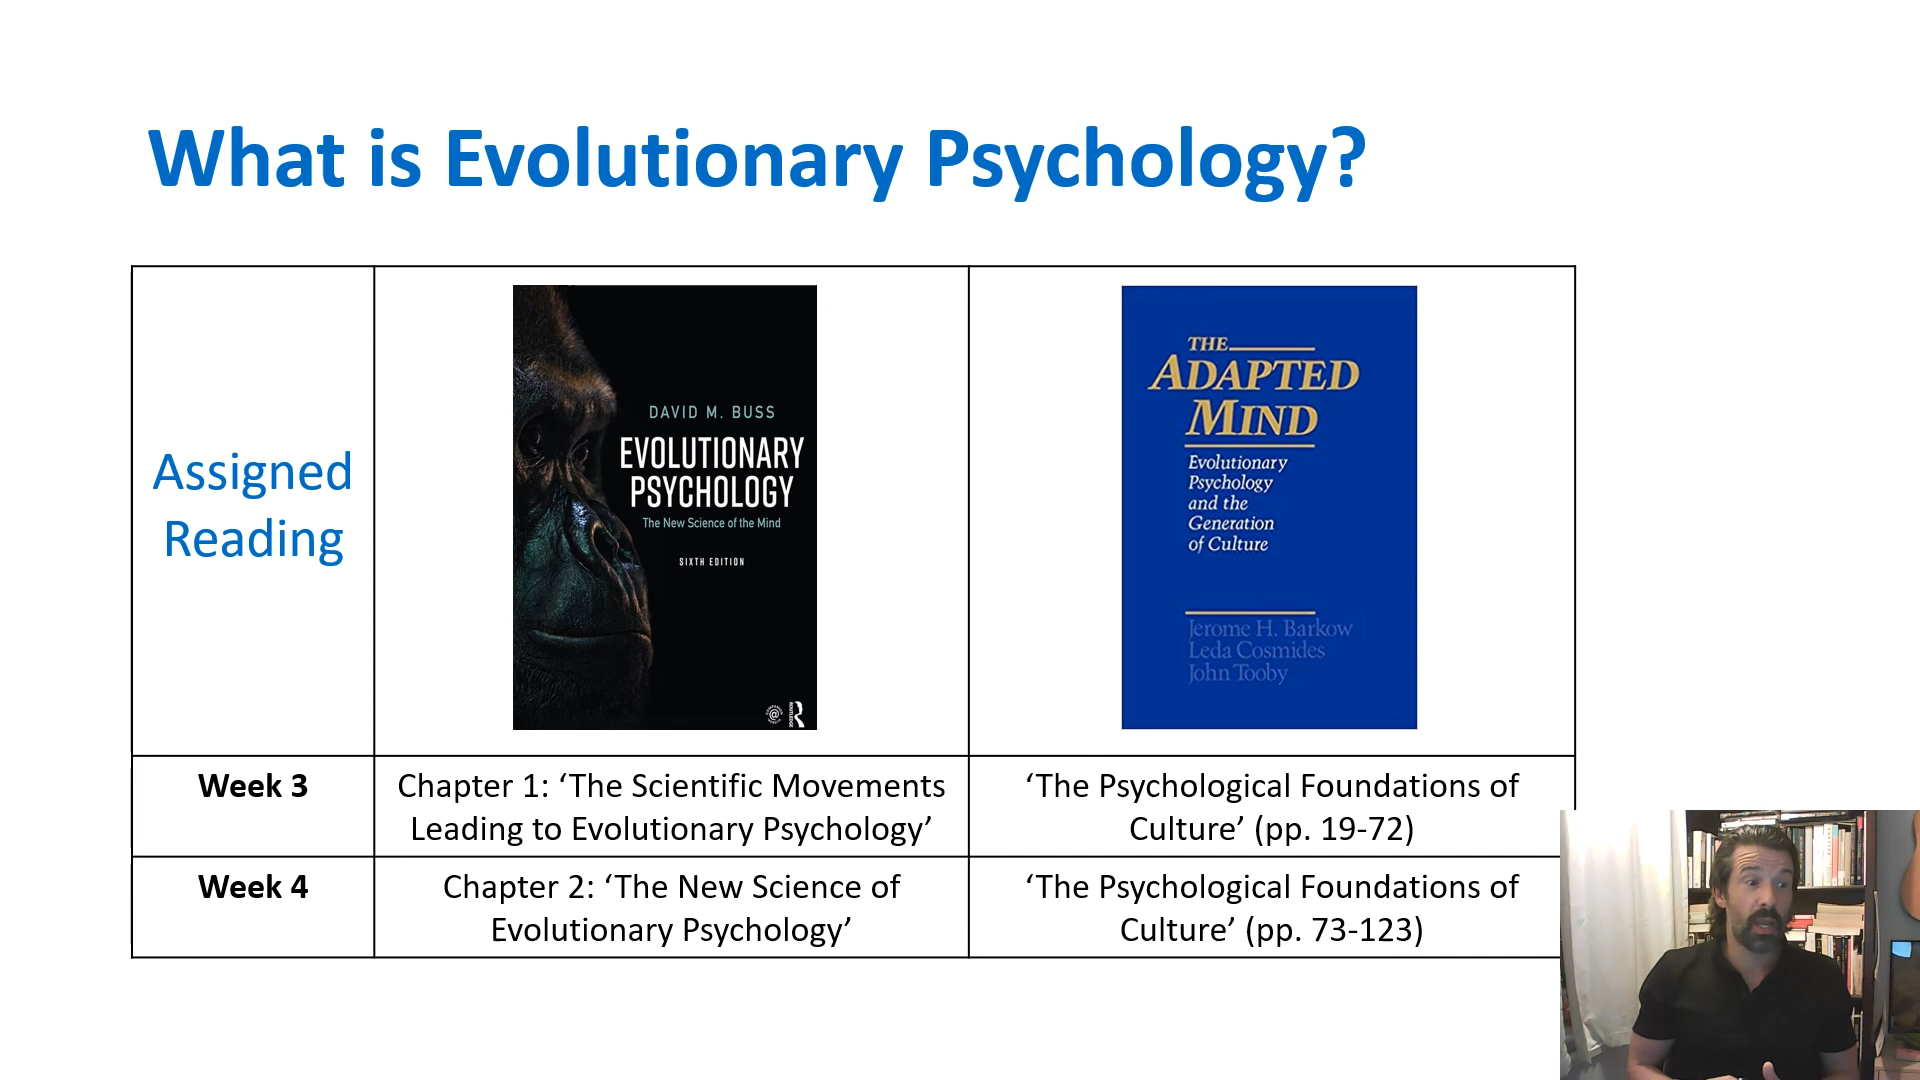 What is Evolutionary Psychology?
Assigned
Reading
DAVID M. BUSS
EVOLUTIONARY
PSYCHOLOGY
The New Science of the Mind
SIXTH EDITION
THE
ADAPTED
MIND
Evolutionary
Psychology
and the
Generation
of Culture
Jerome H. Barkow
Leda Cosmides
John Tooby
Week 3
Chapter 1: ‘The Scientific Movements
Leading to Evolutionary Psychology’
‘The Psychological Foundations of
Culture’ (pp. 19-72)
Week 4
Chapter 2: ‘The New Science of
Evolutionary Psychology’
‘The Psychological Foundations of
Culture’ (pp. 73-123)